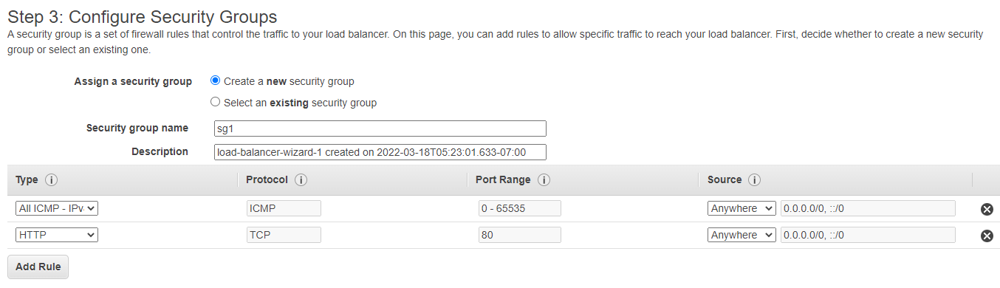 Step 3: Configure Security Groups
A security group is a set of firewall rules that control the traffic to your load balancer. On this page, you can add rules to allow specific traffic to reach your load balancer. First, decide whether to create a new security
group or select an existing one.
Assign a security group Create a new security group
Select an existing security group
Security group name sg1
Description load-balancer-wizard-1 created on 2022-03-18T05:23:01.633-07:00
Type i Protocol i Port Range i Source i
All ICMP - IPv ICMP 0 - 65535 Anywhere 0.0.0.0/0, ::/0
HTTP TCP 80 Anywhere 0.0.0.0/0, ::/0
Add Rule